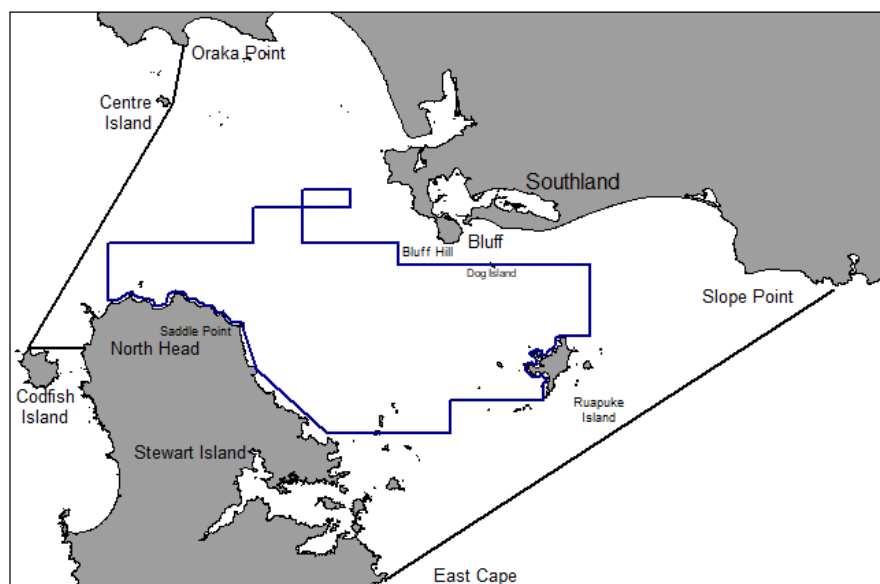 Oraka Point
Centre
Island
Southland
Bluff
Bluff Hill
Dog Island
Slope Point
Saddle Point
North Head
Codfish
Island
Ruapuke
Island
Stewart Island
East Cape